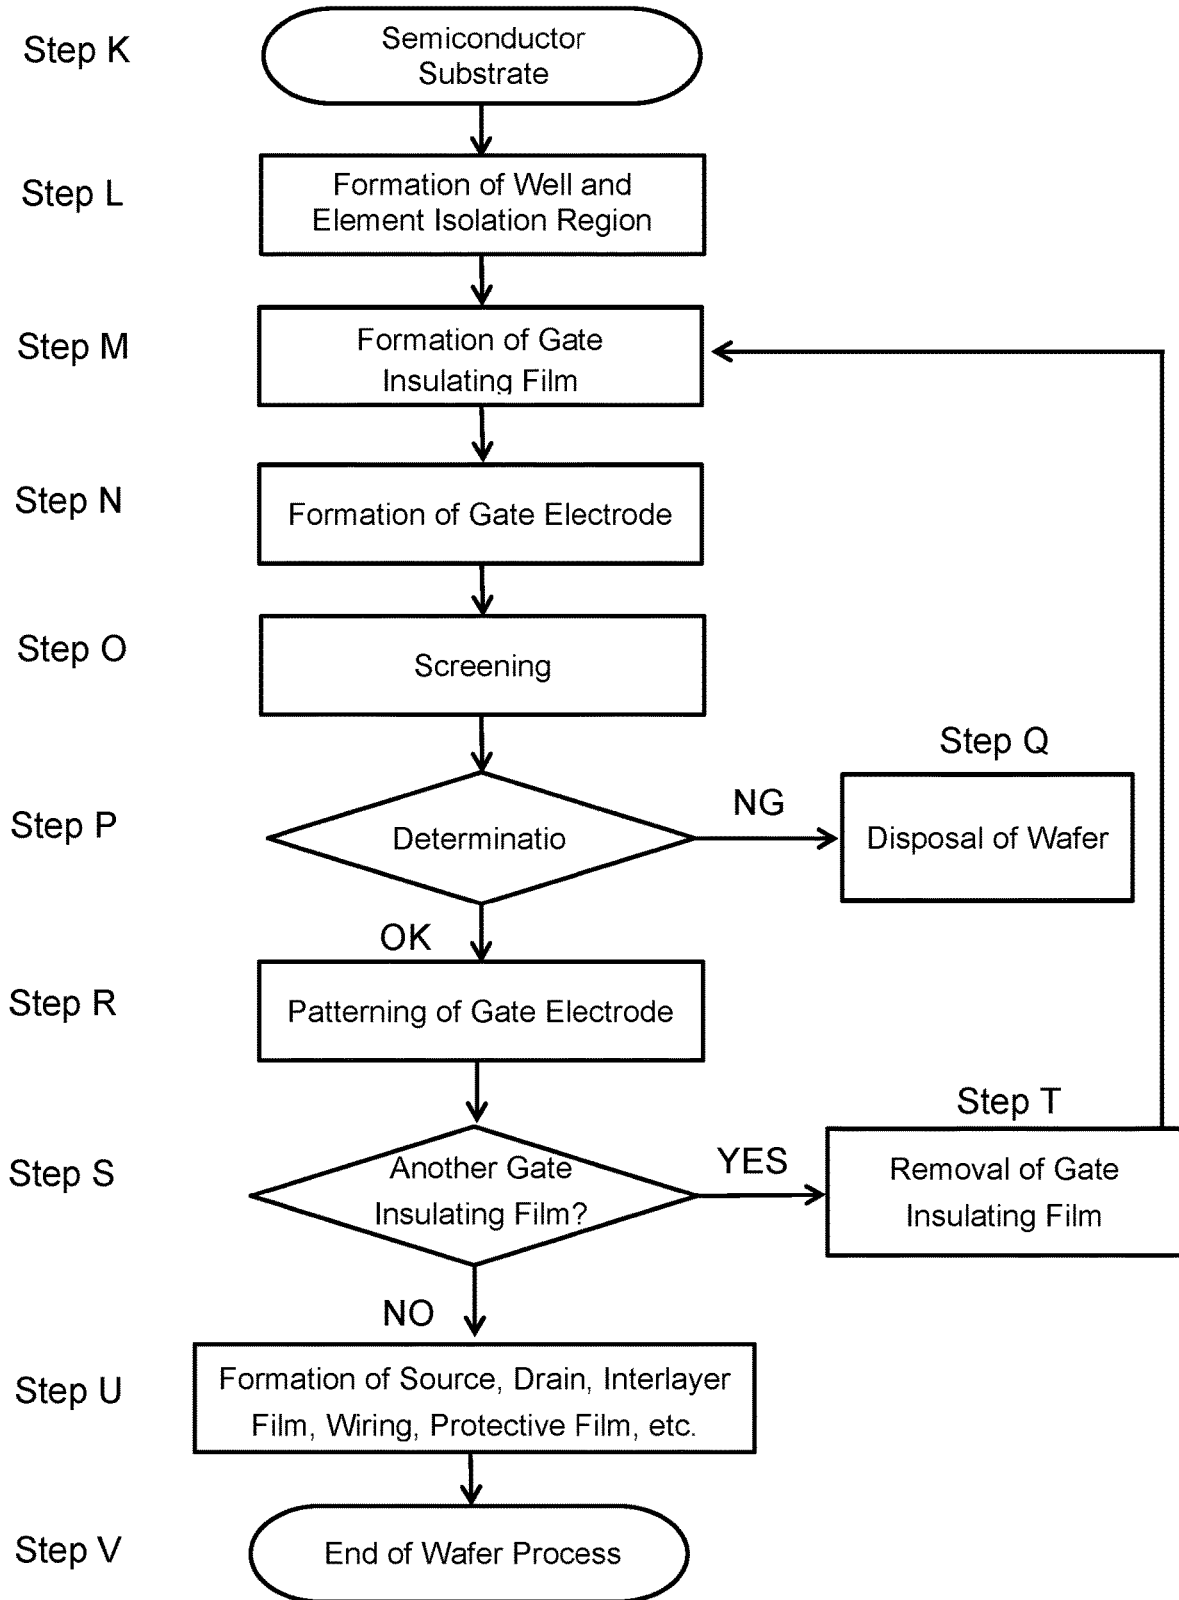 Step K
Semiconductor
Substrate
Step L
Formation of Well and
Element Isolation Region
Step M
Formation of Gate
Insulating Film
Step N
Formation of Gate Electrode
Step O
Screening
Step Q
Step P
Determinatio
NG
Disposal of Wafer
OK
Step R
Patterning of Gate Electrode
Step T
Step S
Another Gate
Insulating Film?
YES
Removal of Gate
Insulating Film
NO
Step U
Formation of Source, Drain, Interlayer
Film, Wiring, Protective Film, etc.
Step V
End of Wafer Process